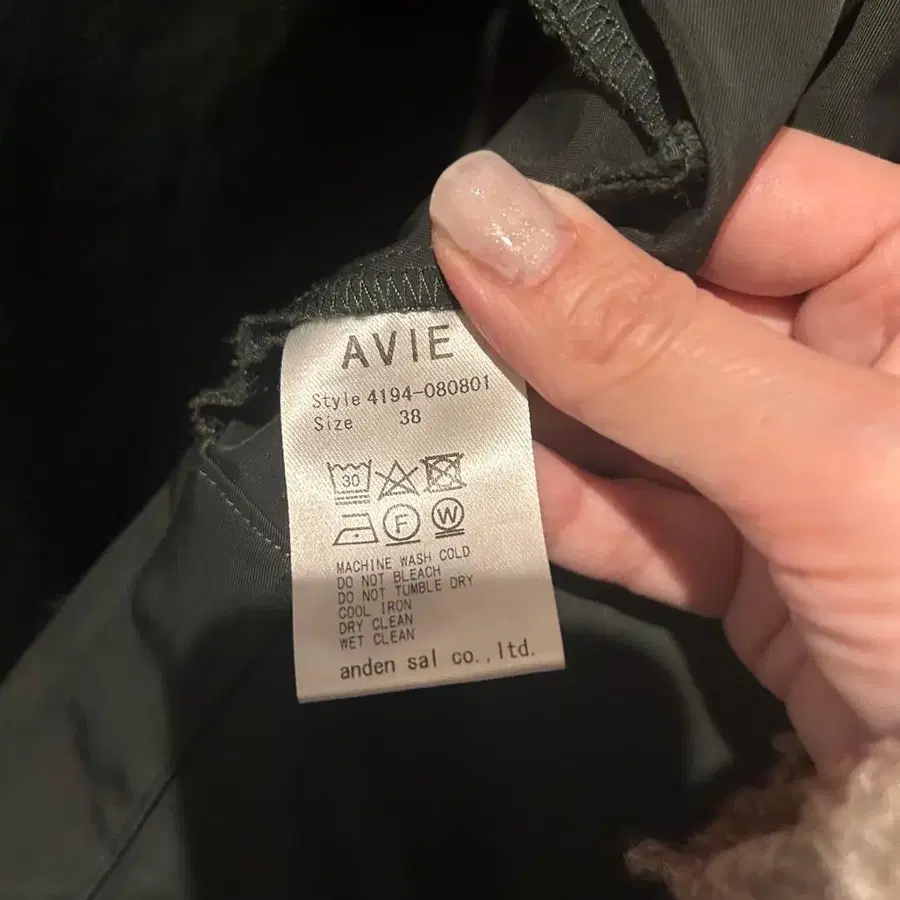 AVIE
Style 4194-080801
Size 38
30
F W
MACHINE WASH COLD
DO NOT BLEACH
DO NOT TUMBLE DRY
COOL IRON
DRY CLEAN
WET CLEAN
anden sal co.,ltd.